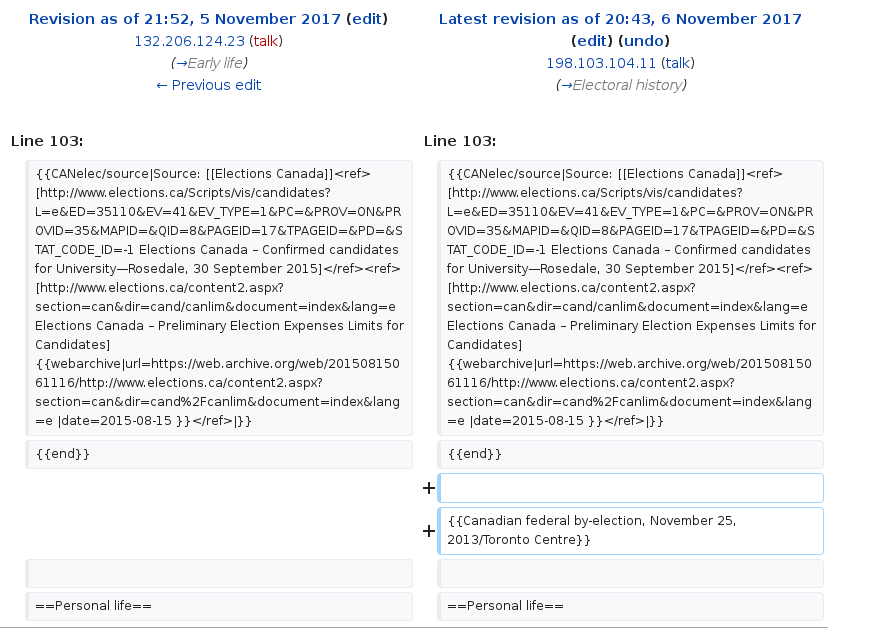 Revision as of 21:52, 5 November 2017 (edit)
132.206.124.23 (talk)
(→Early life)
← Previous edit
Latest revision as of 20:43, 6 November 2017
(edit) (undo)
198.103.104.11 (talk)
(→Electoral history)
Line 103:
Line 103:
{{CANelec/source|Source: [[Elections Canada]]<ref>
[http://www.elections.ca/Scripts/vis/candidates?
L=e&ED=35110&EV=41&EV_TYPE=1&PC=&PROV=ON&PR
OVID=35&MAPID=&QID=8&PAGEID=17&TPAGEID=&PD=&S
TAT_CODE_ID=-1 Elections Canada – Confirmed candidates
for University—Rosedale, 30 September 2015]</ref><ref>
[http://www.elections.ca/content2.aspx?
section=can&dir=cand/canlim&document=index&lang=e
Elections Canada – Preliminary Election Expenses Limits for
Candidates]
{{webarchive|url=https://web.archive.org/web/201508150
61116/http://www.elections.ca/content2.aspx?
section=can&dir=cand%2Fcanlim&document=index&lang
=e |date=2015-08-15 }}</ref>|}}
{{CANelec/source|Source: [[Elections Canada]]<ref>
[http://www.elections.ca/Scripts/vis/candidates?
L=e&ED=35110&EV=41&EV_TYPE=1&PC=&PROV=ON&PR
OVID=35&MAPID=&QID=8&PAGEID=17&TPAGEID=&PD=&S
TAT_CODE_ID=-1 Elections Canada – Confirmed candidates
for University—Rosedale, 30 September 2015]</ref><ref>
[http://www.elections.ca/content2.aspx?
section=can&dir=cand/canlim&document=index&lang=e
Elections Canada – Preliminary Election Expenses Limits for
Candidates]
{{webarchive|url=https://web.archive.org/web/201508150
61116/http://www.elections.ca/content2.aspx?
section=can&dir=cand%2Fcanlim&document=index&lang
=e |date=2015-08-15 }}</ref>|}}
{{end}}
{{end}}
+
+
{{Canadian federal by-election, November 25,
2013/Toronto Centre}}
==Personal life==
==Personal life==